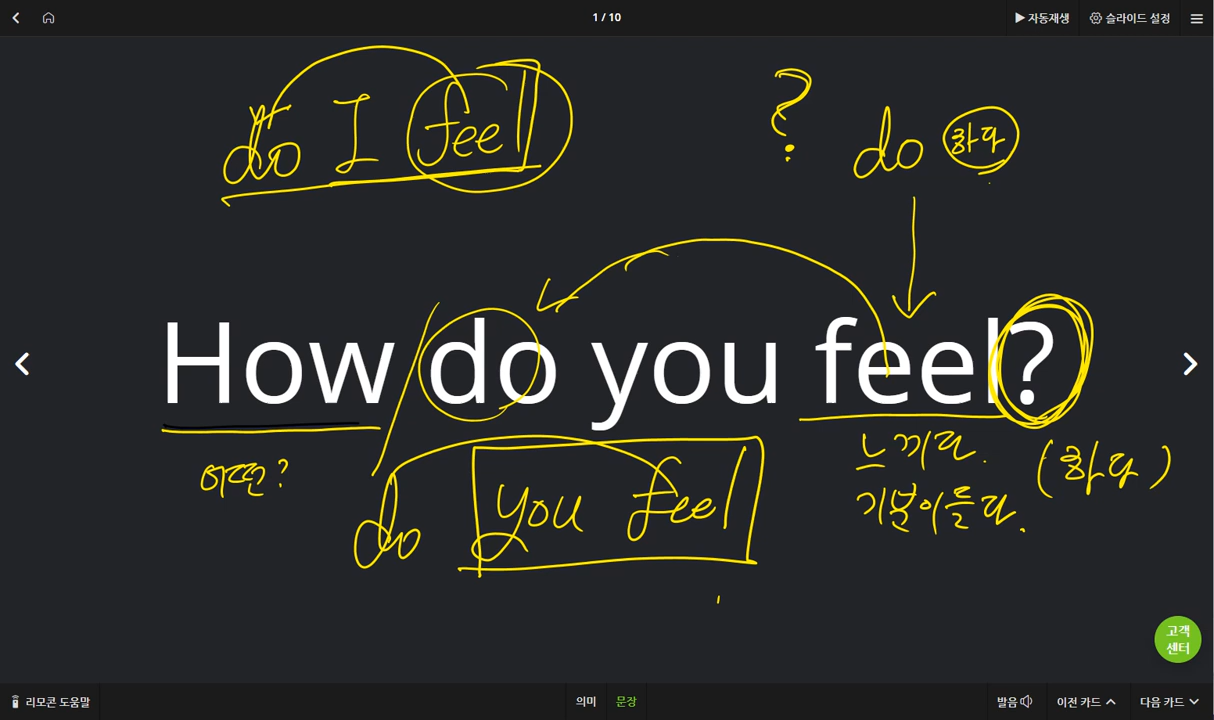 1 / 10
자동재생
슬라이드 설정
do I feel
?
do 하다
How do you feel?
어떤?
do you feel
느끼다.
기분이들다.
(하다)
고객
센터
리모콘 도움말
의미
문장
발음
이전 카드
다음 카드